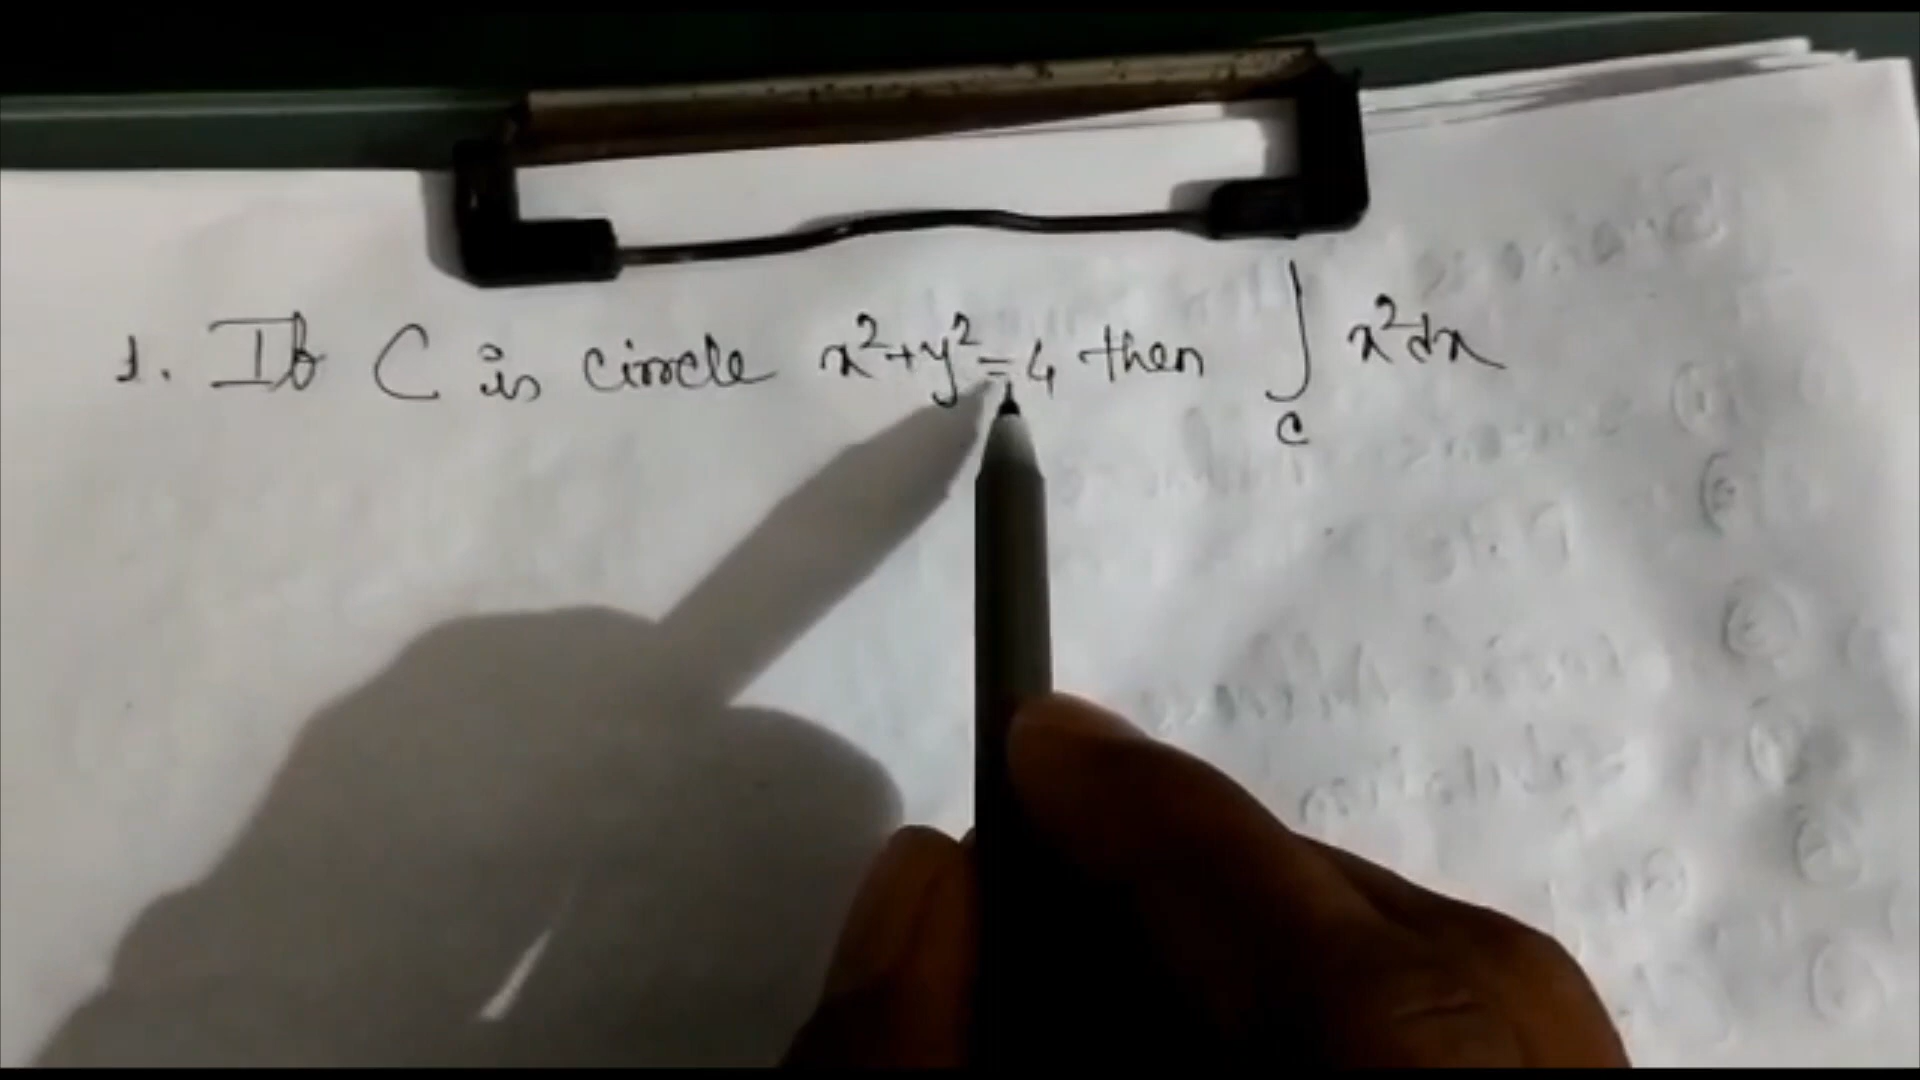 1. If C is circle x²+y²=4 then ∫_C x²dx